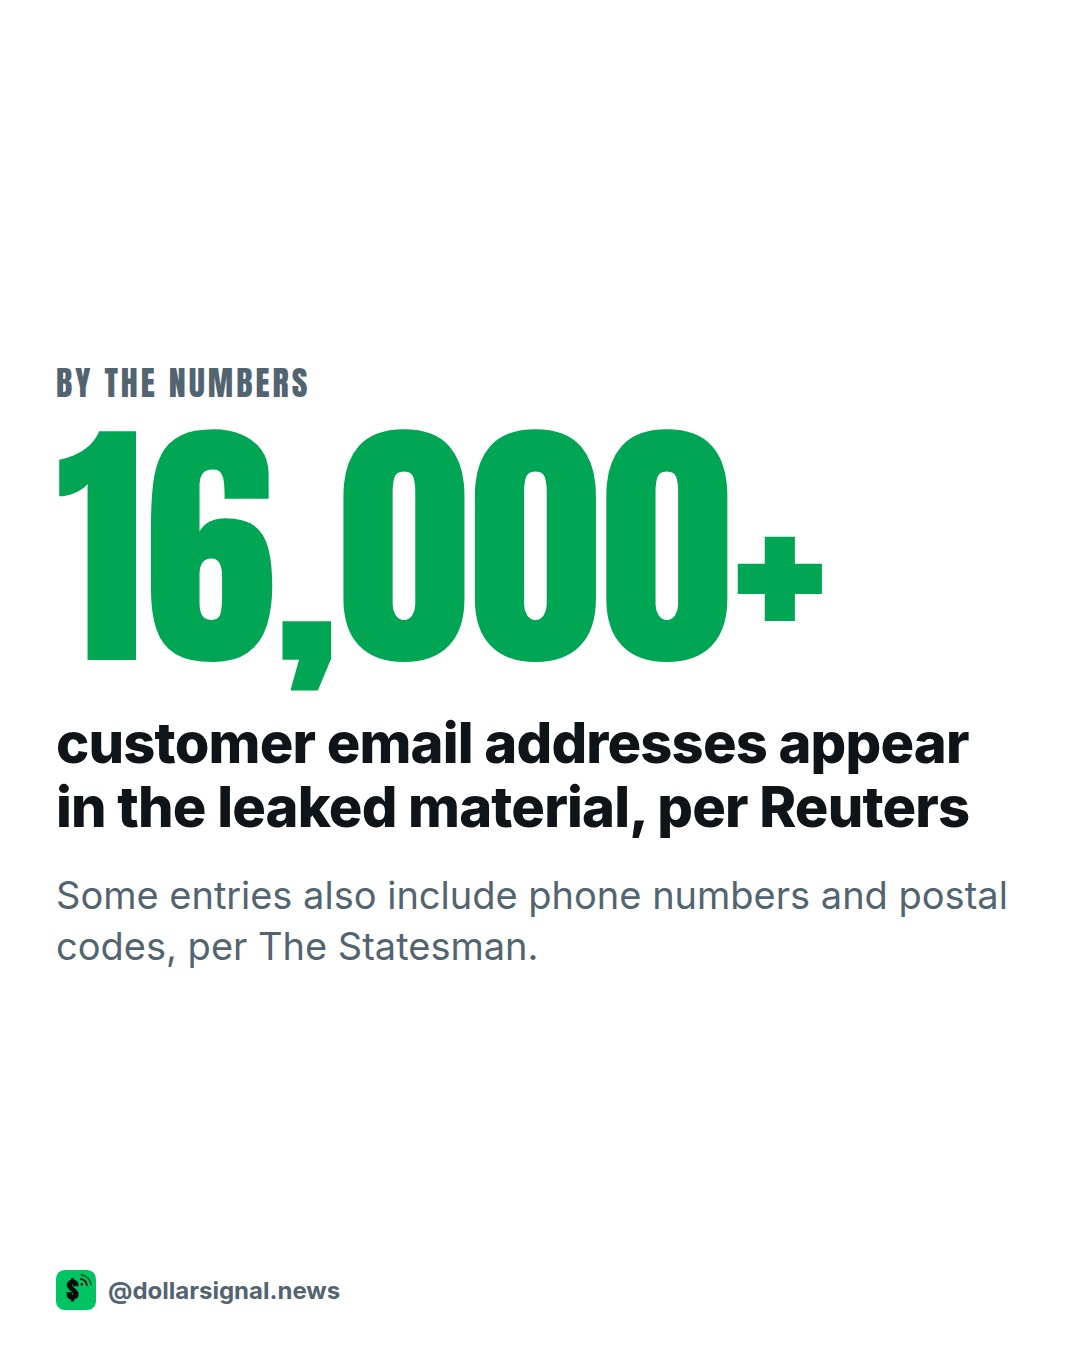 BY THE NUMBERS
16,000+
customer email addresses appear
in the leaked material, per Reuters
Some entries also include phone numbers and postal
codes, per The Statesman.
$ @dollarsignal.news